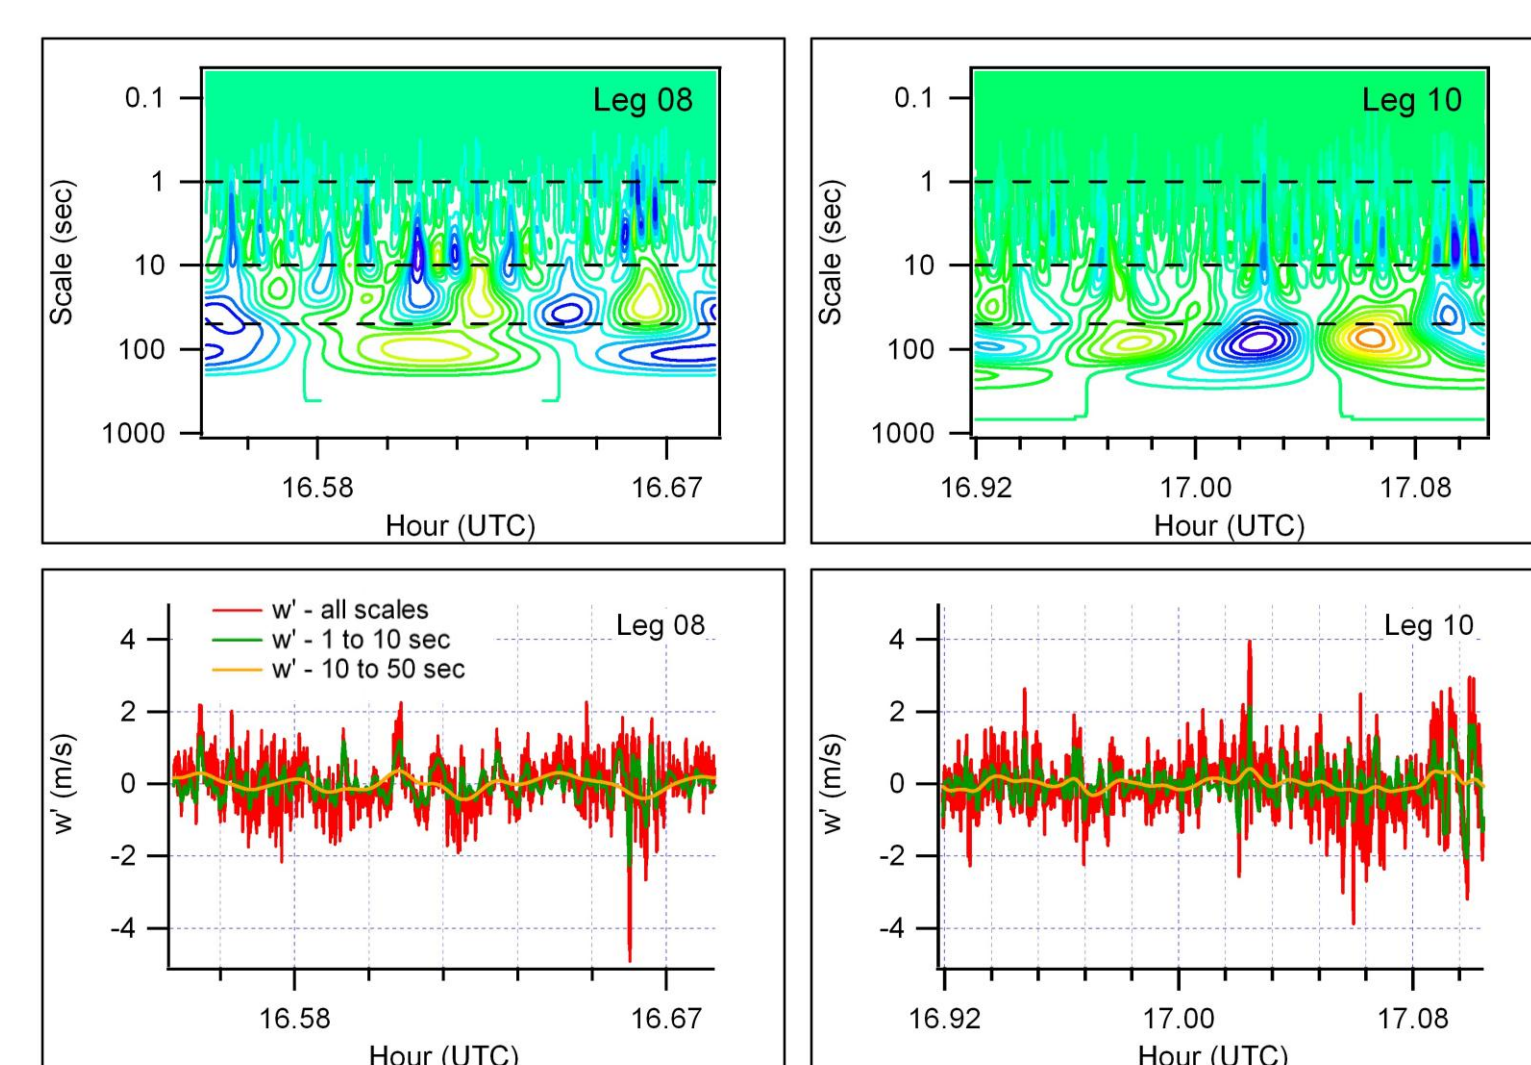 Leg 08
0.1
1
10
100
1000
Scale (sec)
16.58
16.67
Hour (UTC)
Leg 10
0.1
1
10
100
1000
Scale (sec)
16.92
17.00
17.08
Hour (UTC)
w' - all scales
w' - 1 to 10 sec
w' - 10 to 50 sec
Leg 08
4
2
0
-2
-4
w' (m/s)
16.58
16.67
Hour (UTC)
Leg 10
4
2
0
-2
-4
w' (m/s)
16.92
17.00
17.08
Hour (UTC)